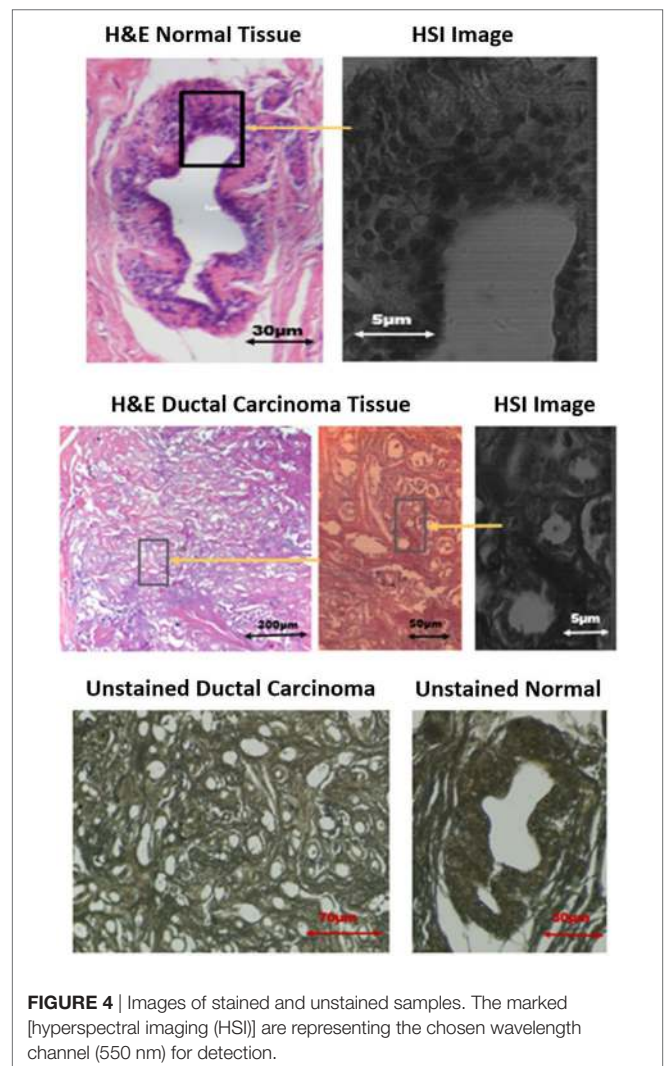 H&E Normal Tissue
HSI Image
30µm
5µm
H&E Ductal Carcinoma Tissue
HSI Image
200µm
50µm
5µm
Unstained Ductal Carcinoma
Unstained Normal
70µm
FIGURE 4 | Images of stained and unstained samples. The marked
[hyperspectral imaging (HSI)] are representing the chosen wavelength
channel (550 nm) for detection.